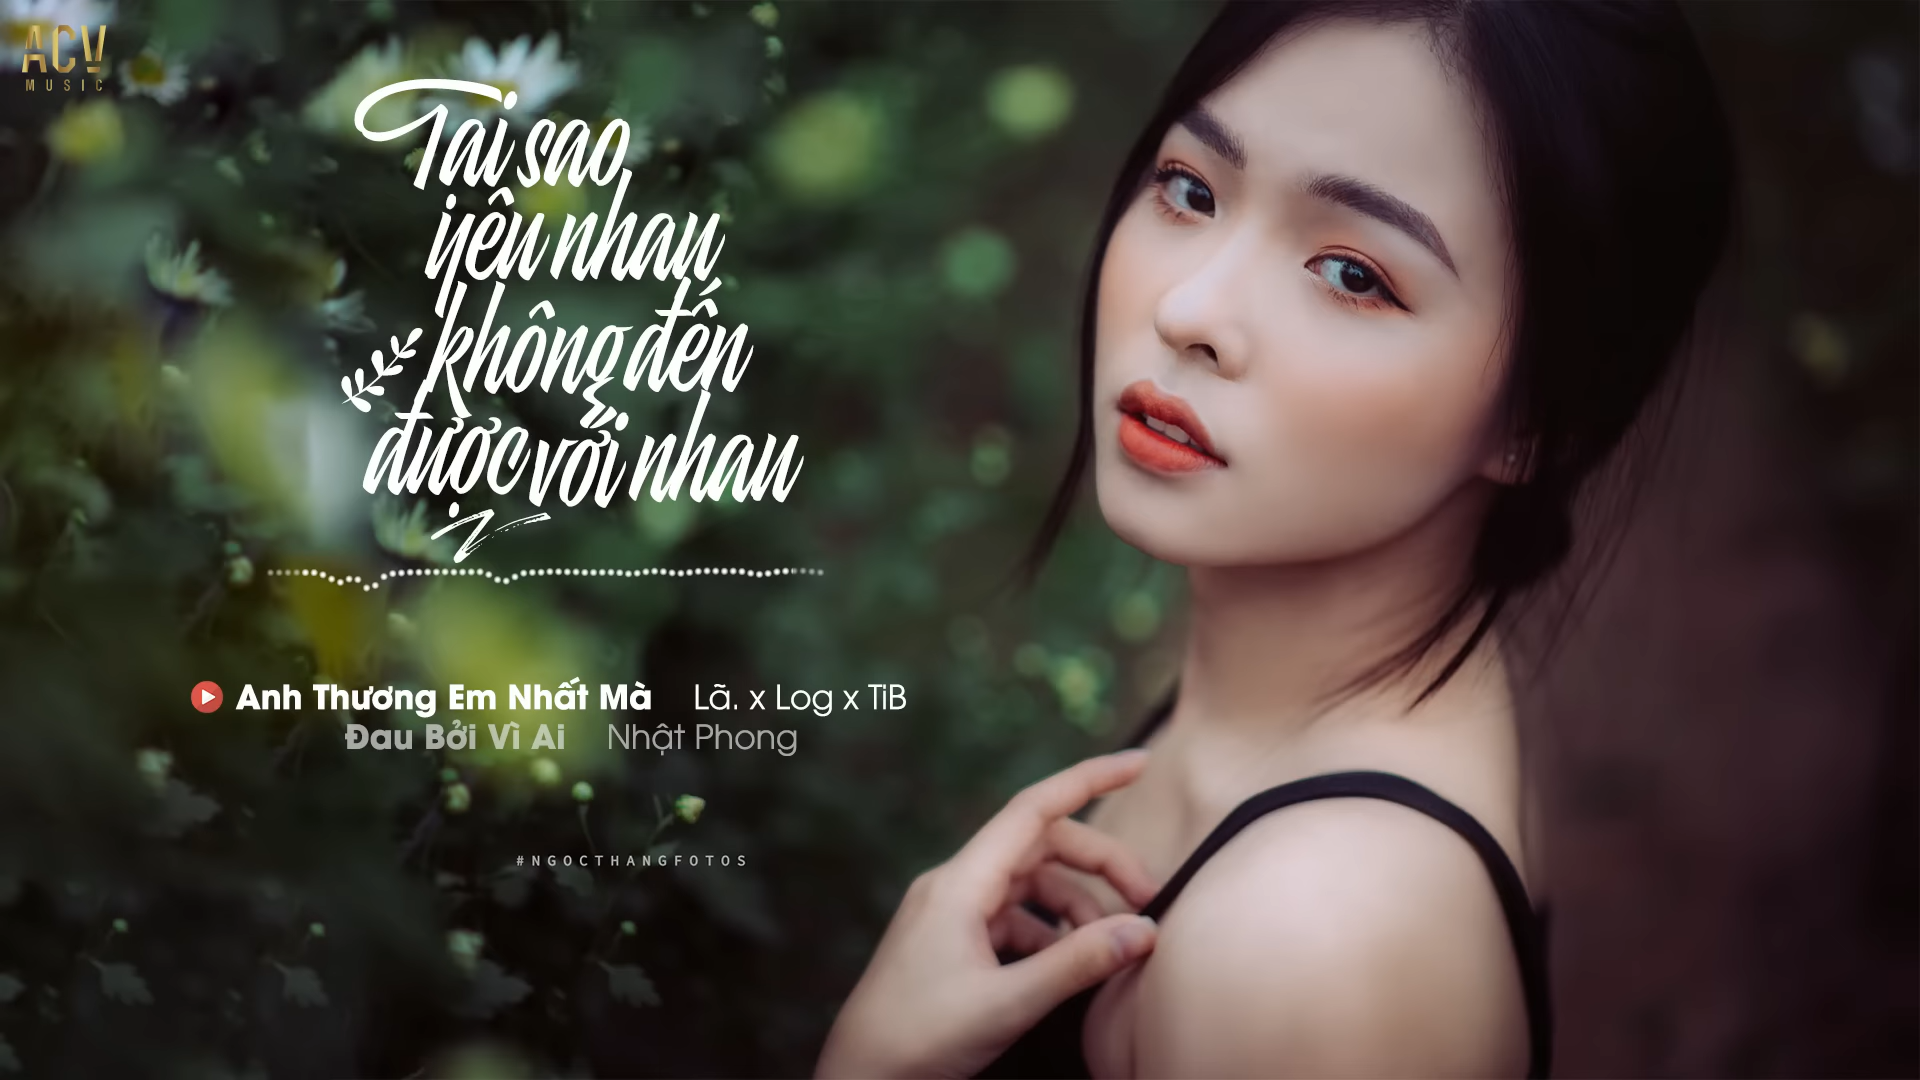 ACV
MUSIC
Tại sao
yêu nhau
không đến
được với nhau
Anh Thương Em Nhất Mà Lã. x Log x TiB
Đau Bởi Vì Ai Nhật Phong
#NGOCTHANGFOTOS